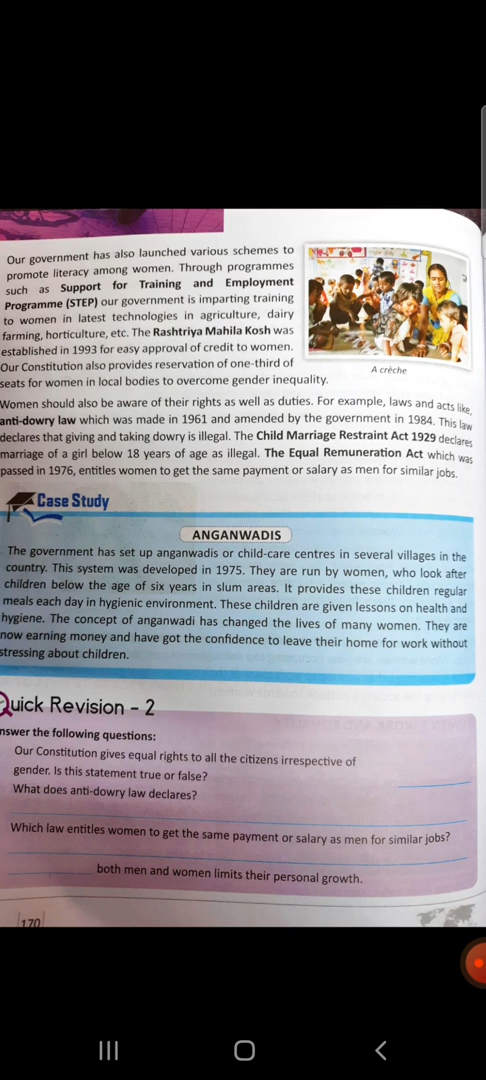 Our government has also launched various schemes to
promote literacy among women. Through programmes
such as Support for Training and Employment
Programme (STEP) our government is imparting training
to women in latest technologies in agriculture, dairy
farming, horticulture, etc. The Rashtriya Mahila Kosh was
established in 1993 for easy approval of credit to women.
Our Constitution also provides reservation of one-third of
seats for women in local bodies to overcome gender inequality.
A crèche
Women should also be aware of their rights as well as duties. For example, laws and acts like,
anti-dowry law which was made in 1961 and amended by the government in 1984. This law
declares that giving and taking dowry is illegal. The Child Marriage Restraint Act 1929 declares
marriage of a girl below 18 years of age as illegal. The Equal Remuneration Act which was
passed in 1976, entitles women to get the same payment or salary as men for similar jobs.
Case Study
ANGANWADIS
The government has set up anganwadis or child-care centres in several villages in the
country. This system was developed in 1975. They are run by women, who look after
children below the age of six years in slum areas. It provides these children regular
meals each day in hygienic environment. These children are given lessons on health and
hygiene. The concept of anganwadi has changed the lives of many women. They are
now earning money and have got the confidence to leave their home for work without
stressing about children.
Quick Revision - 2
nswer the following questions:
Our Constitution gives equal rights to all the citizens irrespective of
gender. Is this statement true or false?
What does anti-dowry law declares?
Which law entitles women to get the same payment or salary as men for similar jobs?
both men and women limits their personal growth.
170